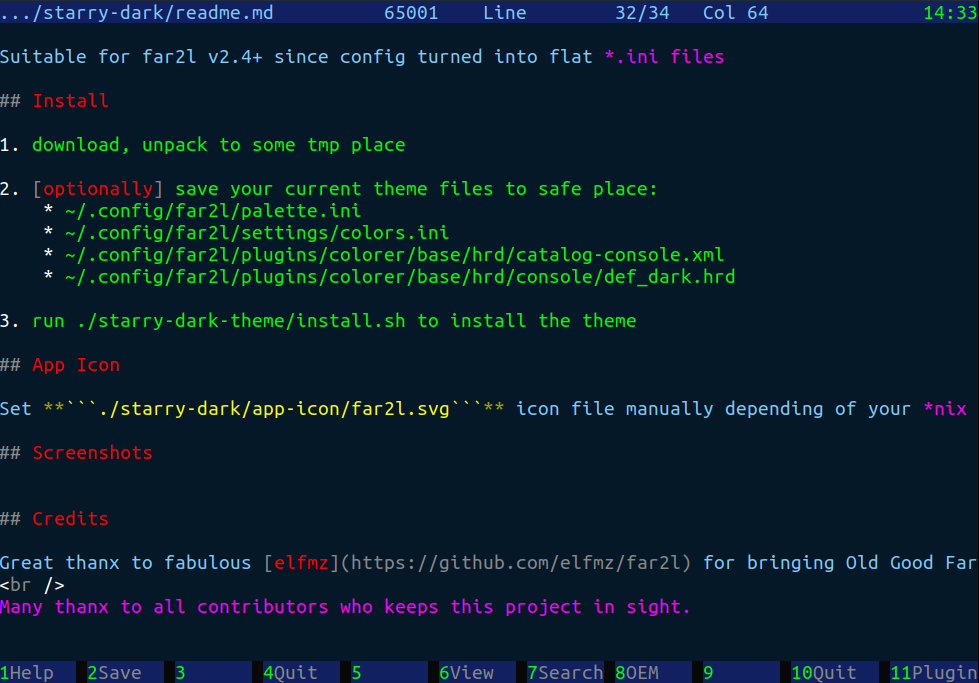 .../starry-dark/readme.md 65001 Line 32/34 Col 64 14:33
Suitable for far2l v2.4+ since config turned into flat *.ini files
## Install
1. download, unpack to some tmp place
2. [optionally] save your current theme files to safe place:
* ~/.config/far2l/palette.ini
* ~/.config/far2l/settings/colors.ini
* ~/.config/far2l/plugins/colorer/base/hrd/catalog-console.xml
* ~/.config/far2l/plugins/colorer/base/hrd/console/def_dark.hrd
3. run ./starry-dark-theme/install.sh to install the theme
## App Icon
Set **```./starry-dark/app-icon/far2l.svg```** icon file manually depending of your *nix
## Screenshots
## Credits
Great thanx to fabulous [elfmz](https://github.com/elfmz/far2l) for bringing Old Good Far
<br />
Many thanx to all contributors who keeps this project in sight.
1Help 2Save 3 4Quit 5 6View 7Search 8OEM 9 10Quit 11Plugin